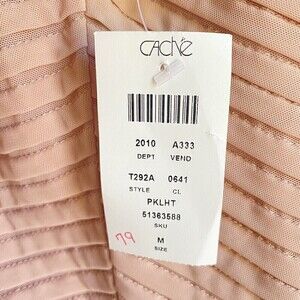 CACHÉ
2010 A333
DEPT VEND
T292A 0641
STYLE CL
PKLHT
51363588
SKU
79 M
SIZE